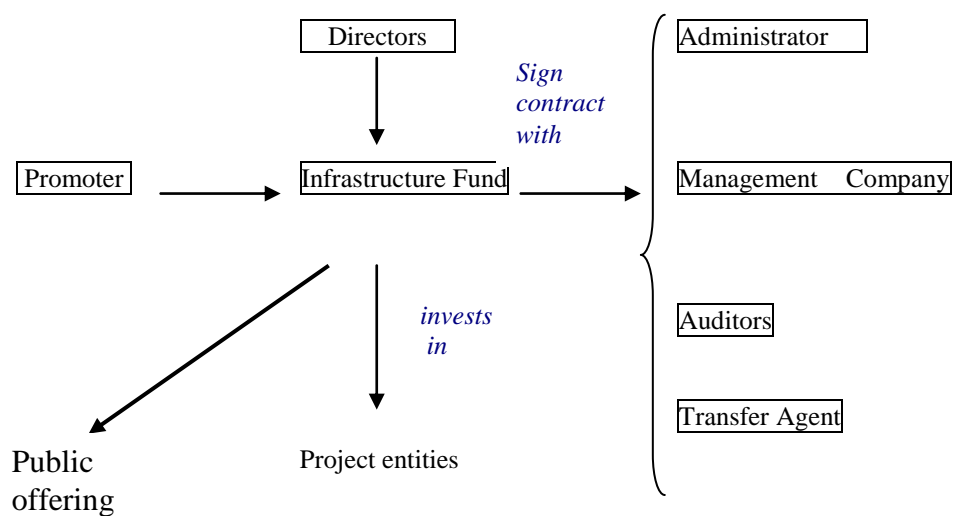 Directors
Administrator
Sign
contract
with
Promoter
Infrastructure Fund
Management Company
invests
in
Auditors
Transfer Agent
Public
offering
Project entities